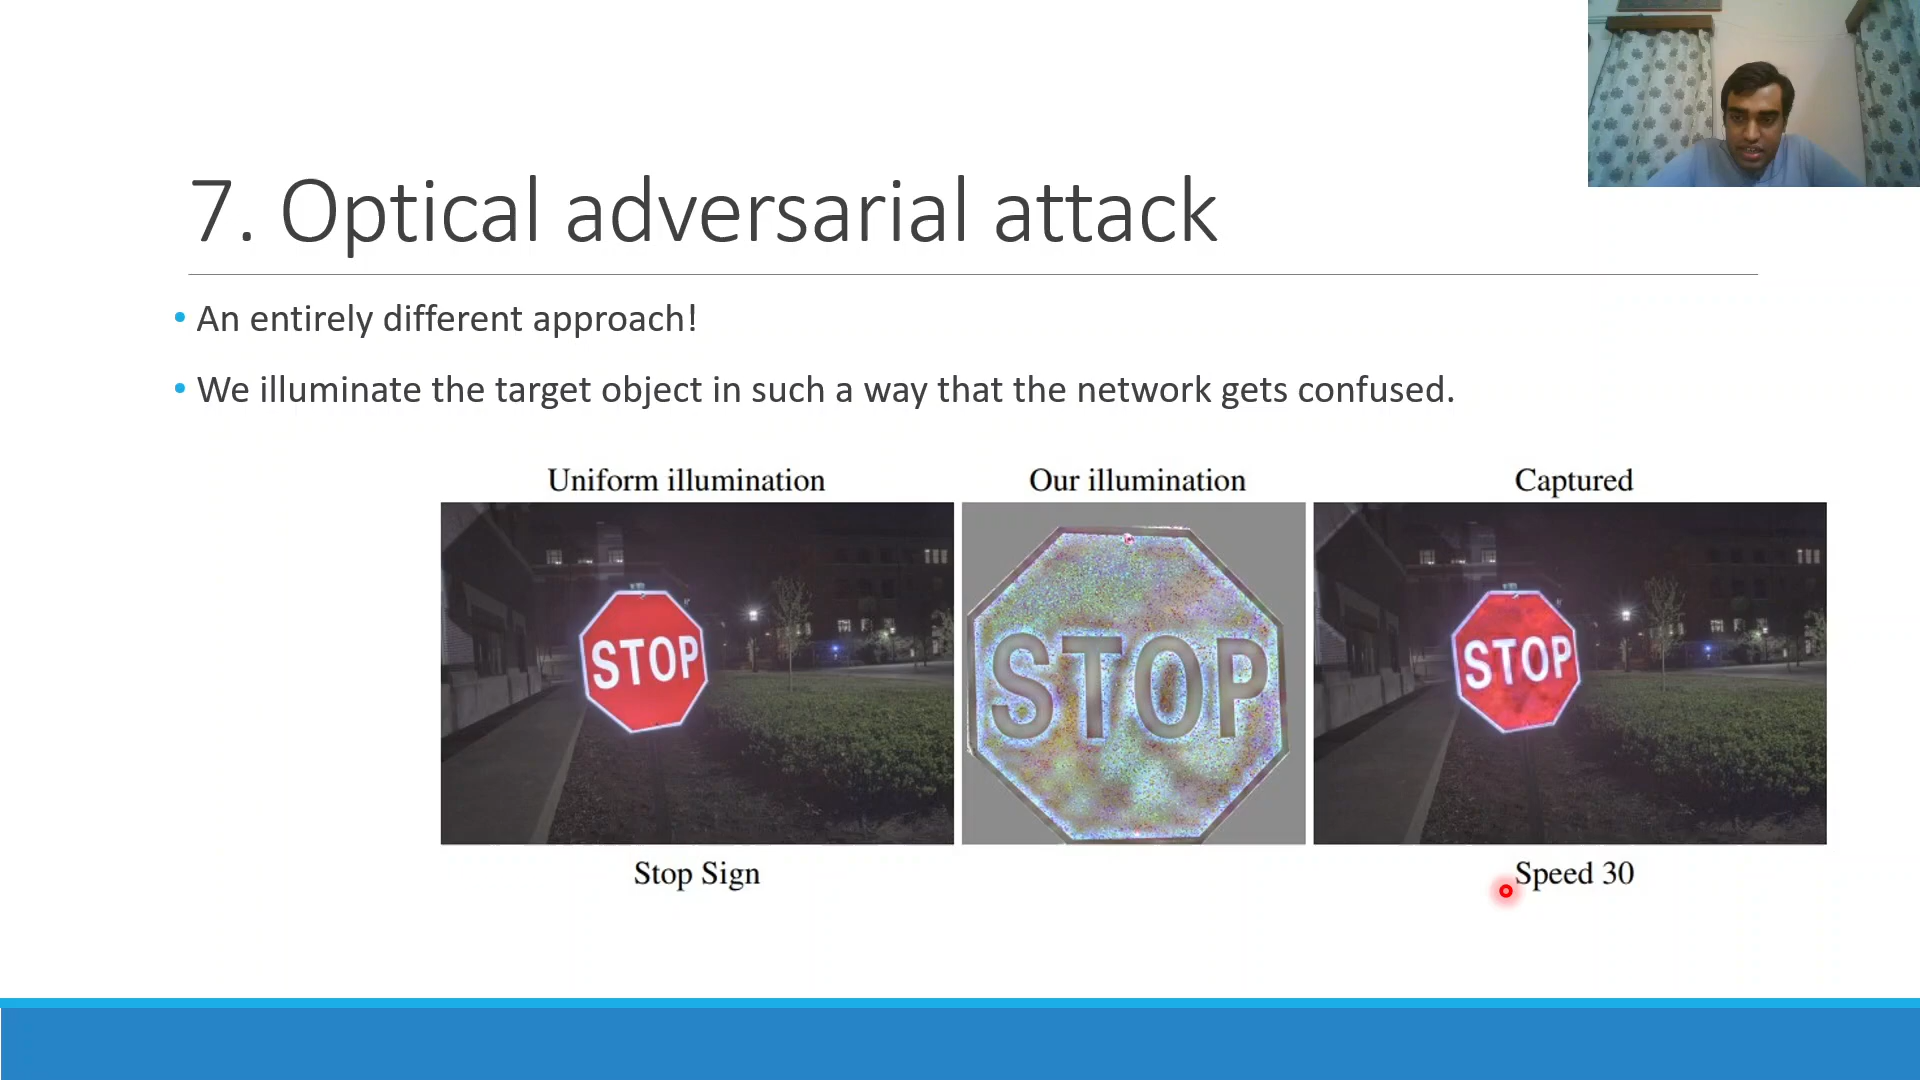 7. Optical adversarial attack
• An entirely different approach!
• We illuminate the target object in such a way that the network gets confused.
Uniform illumination
Our illumination
Captured
STOP
STOP
STOP
Stop Sign
Speed 30